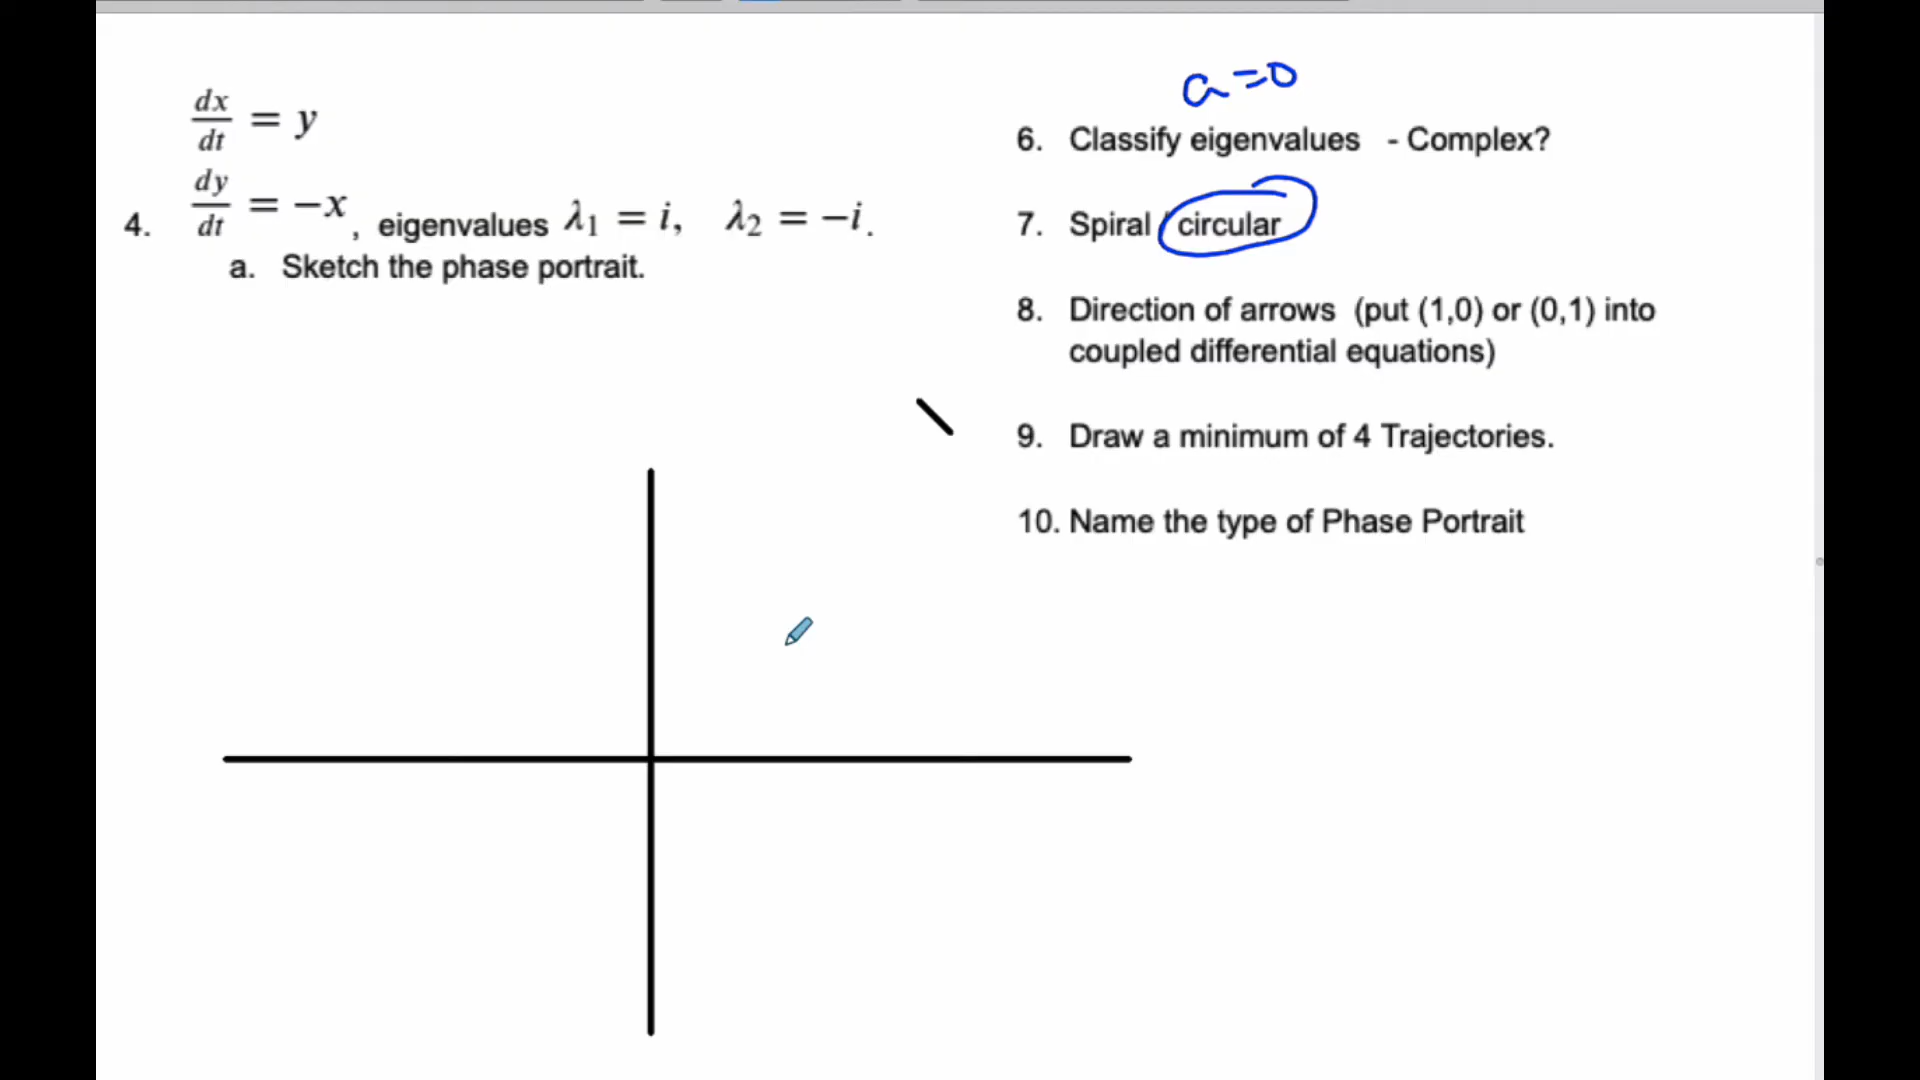 dx/dt = y
4. dy/dt = −x, eigenvalues λ₁ = i, λ₂ = −i.
a. Sketch the phase portrait.
a=0
6. Classify eigenvalues - Complex?
7. Spiral / circular
8. Direction of arrows (put (1,0) or (0,1) into
coupled differential equations)
9. Draw a minimum of 4 Trajectories.
10. Name the type of Phase Portrait